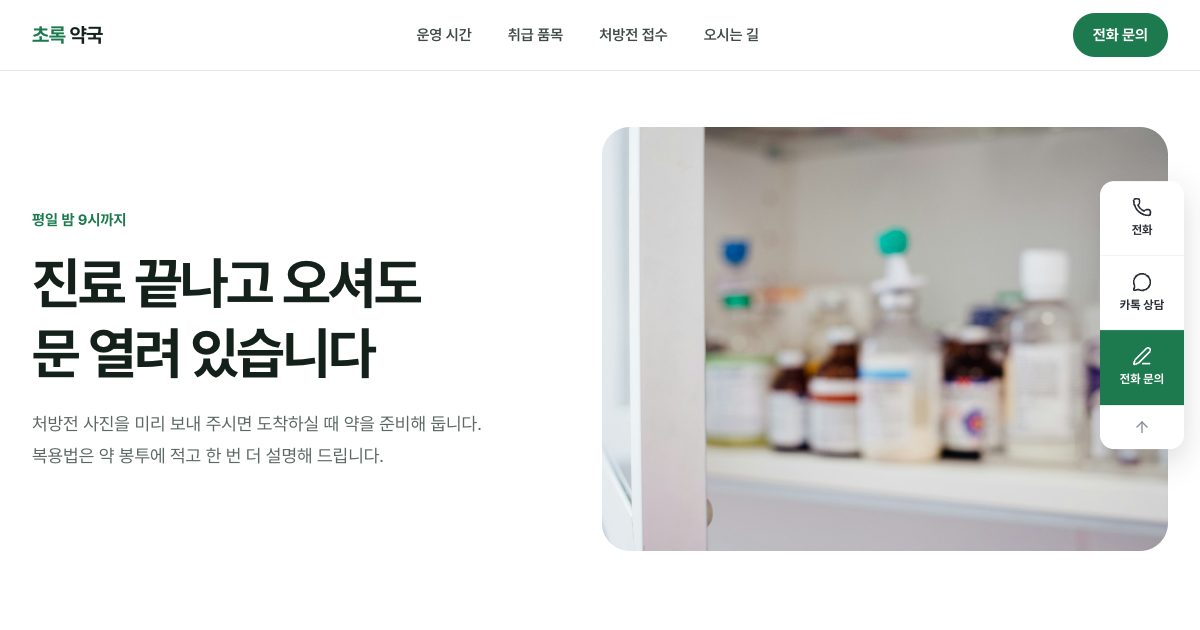 초록 약국
운영 시간
취급 품목
처방전 접수
오시는 길
전화 문의
평일 밤 9시까지
진료 끝나고 오셔도
문 열려 있습니다
처방전 사진을 미리 보내 주시면 도착하실 때 약을 준비해 둡니다.
복용법은 약 봉투에 적고 한 번 더 설명해 드립니다.
전화
카톡 상담
전화 문의